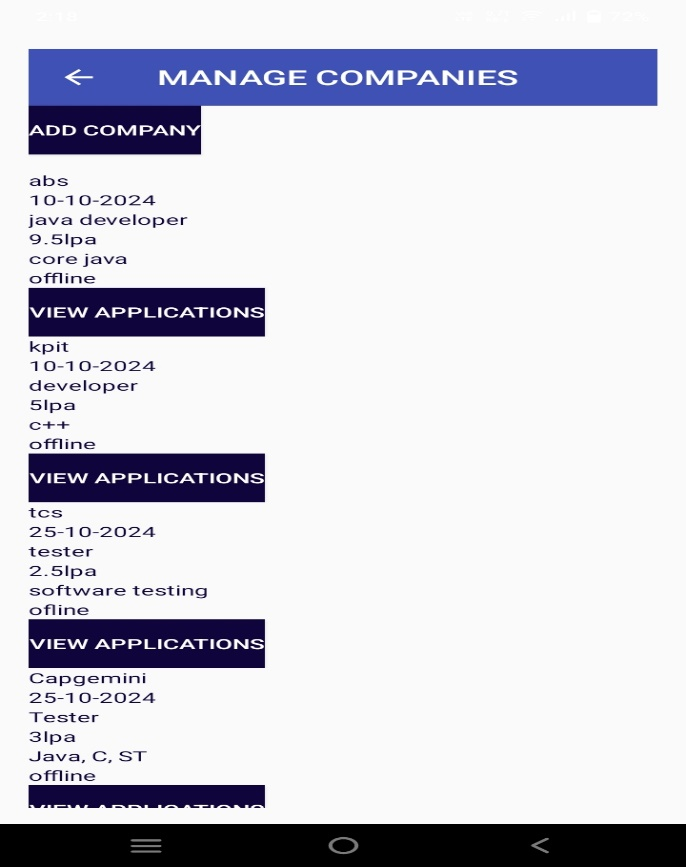 MANAGE COMPANIES
ADD COMPANY
abs
10-10-2024
java developer
9.5lpa
core java
offline
VIEW APPLICATIONS
kpit
10-10-2024
developer
5lpa
c++
offline
VIEW APPLICATIONS
tcs
25-10-2024
tester
2.5lpa
software testing
ofline
VIEW APPLICATIONS
Capgemini
25-10-2024
Tester
3lpa
Java, C, ST
offline
VIEW APPLICATIONS